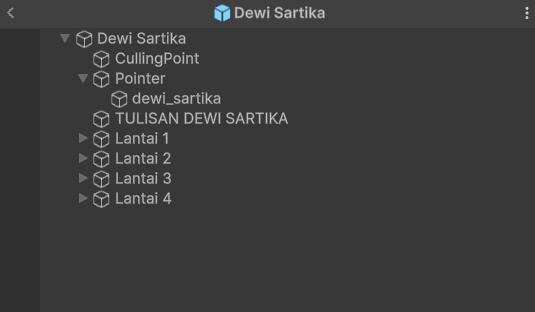 Dewi Sartika
Dewi Sartika
CullingPoint
Pointer
dewi_sartika
TULISAN DEWI SARTIKA
Lantai 1
Lantai 2
Lantai 3
Lantai 4